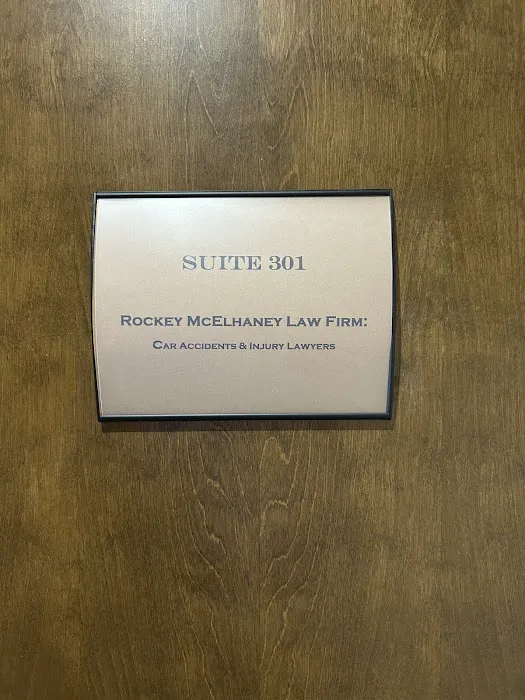 SUITE 301
ROCKEY MCELHANEY LAW FIRM:
CAR ACCIDENTS & INJURY LAWYERS